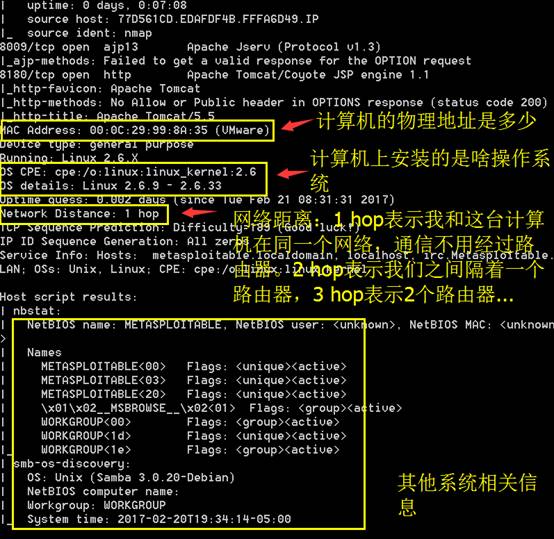 |   uptime: 0 days, 0:07:08
|   source host: 77D561CD.EDAFDF4B.FFFA6D49.IP
|_  source ident: nmap
8009/tcp open  ajp13       Apache Jserv (Protocol v1.3)
|_ajp-methods: Failed to get a valid response for the OPTION request
8180/tcp open  http        Apache Tomcat/Coyote JSP engine 1.1
|_http-favicon: Apache Tomcat
|_http-methods: No Allow or Public header in OPTIONS response (status code 200)
|_http-title: Apache Tomcat/5.5
MAC Address: 00:0C:29:99:8A:35 (VMware)
计算机的物理地址是多少
Device type: general purpose
Running: Linux 2.6.X
OS CPE: cpe:/o:linux:linux_kernel:2.6
OS details: Linux 2.6.9 - 2.6.33
计算机上安装的是啥操作
系统
Uptime guess: 0.002 days (since Tue Feb 21 08:31:31 2017)
Network Distance: 1 hop
网络距离：1 hop表示我和这台计算
机在同一个网络，通信不用经过路
由器。2 hop表示我们之间隔着一个
路由器，3 hop表示2个路由器...
TCP Sequence Prediction: Difficulty=199 (Good luck!)
IP ID Sequence Generation: All zeros
Service Info: Hosts:  metasploitable.localdomain, localhost, irc.Metasploitable.
LAN; OSs: Unix, Linux; CPE: cpe:/o:linux:linux_kernel
Host script results:
| nbstat:
|   NetBIOS name: METASPLOITABLE, NetBIOS user: <unknown>, NetBIOS MAC: <unknown
>
|   Names
|     METASPLOITABLE<00>   Flags: <unique><active>
|     METASPLOITABLE<03>   Flags: <unique><active>
|     METASPLOITABLE<20>   Flags: <unique><active>
|     \x01\x02__MSBROWSE__\x02<01>  Flags: <group><active>
|     WORKGROUP<00>        Flags: <group><active>
|     WORKGROUP<1d>        Flags: <unique><active>
|_    WORKGROUP<1e>        Flags: <group><active>
| smb-os-discovery:
|   OS: Unix (Samba 3.0.20-Debian)
|   NetBIOS computer name:
|   Workgroup: WORKGROUP
|_  System time: 2017-02-20T19:34:14-05:00
其他系统相关信
息